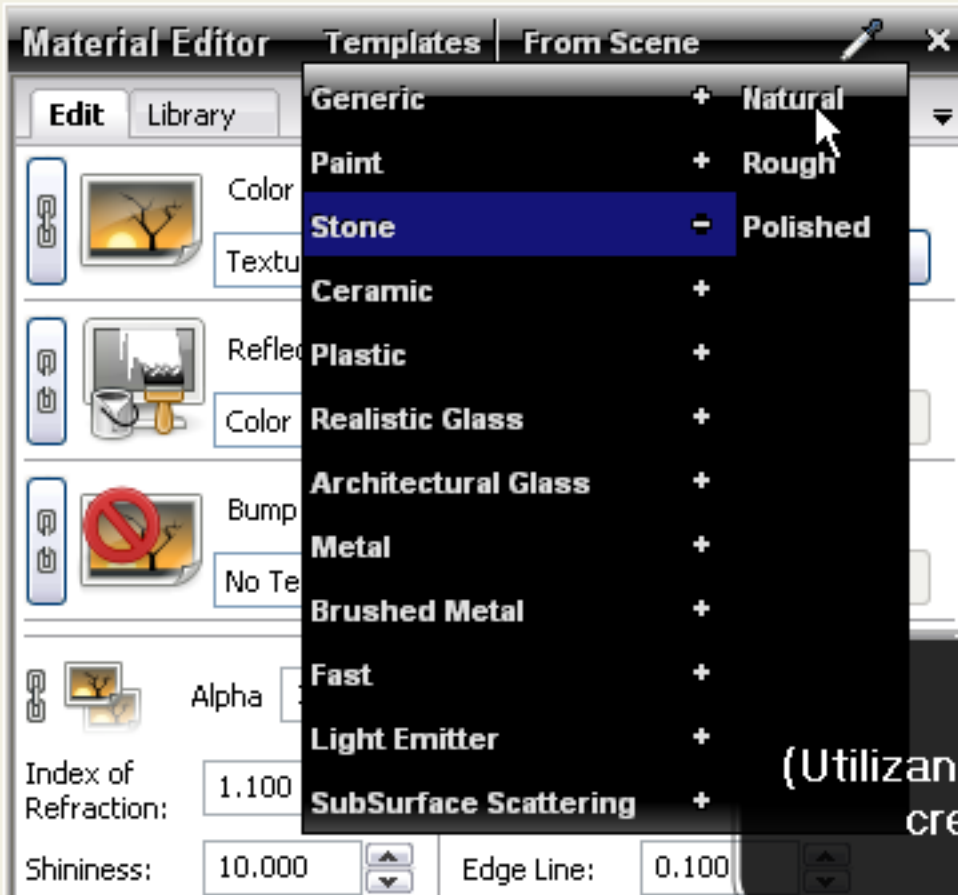 Material Editor Templates From Scene
Edit Library
Generic + Natural
Paint + Rough
Stone - Polished
Ceramic +
Plastic +
Realistic Glass +
Architectural Glass +
Metal +
Brushed Metal +
Fast +
Light Emitter +
SubSurface Scattering +
Color
Textu
Reflec
Color
Bump
No Te
Alpha
Index of
Refraction: 1.100
Shininess: 10.000 Edge Line: 0.100
(Utilizan
cre